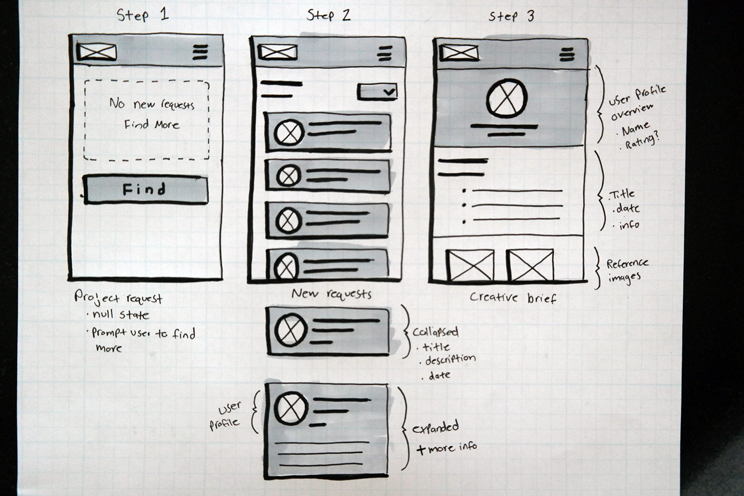 Step 1
Step 2
Step 3
No new requests
Find More
Find
Project request
· null state
· Prompt user to find
more
New requests
Collapsed
· title
· description
· date
User
Profile
expanded
+ more info
Creative brief
User Profile
overview
· Name
· Rating?
· Title
· date
· info
Reference
images